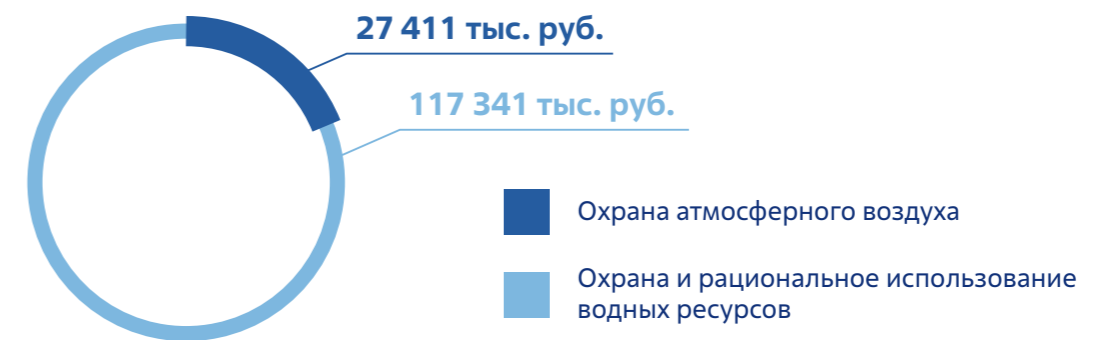 27 411 тыс. руб.
117 341 тыс. руб.
Охрана атмосферного воздуха
Охрана и рациональное использование
водных ресурсов